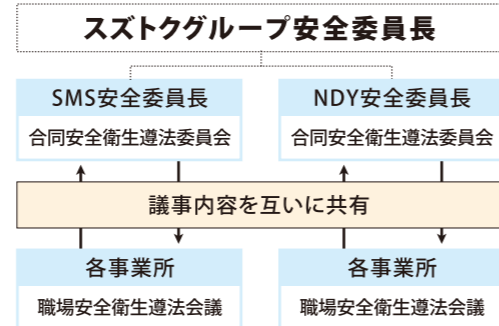 スズトクグループ安全委員長
SMS安全委員長
NDY安全委員長
合同安全衛生遵法委員会
合同安全衛生遵法委員会
議事内容を互いに共有
各事業所
各事業所
職場安全衛生遵法会議
職場安全衛生遵法会議